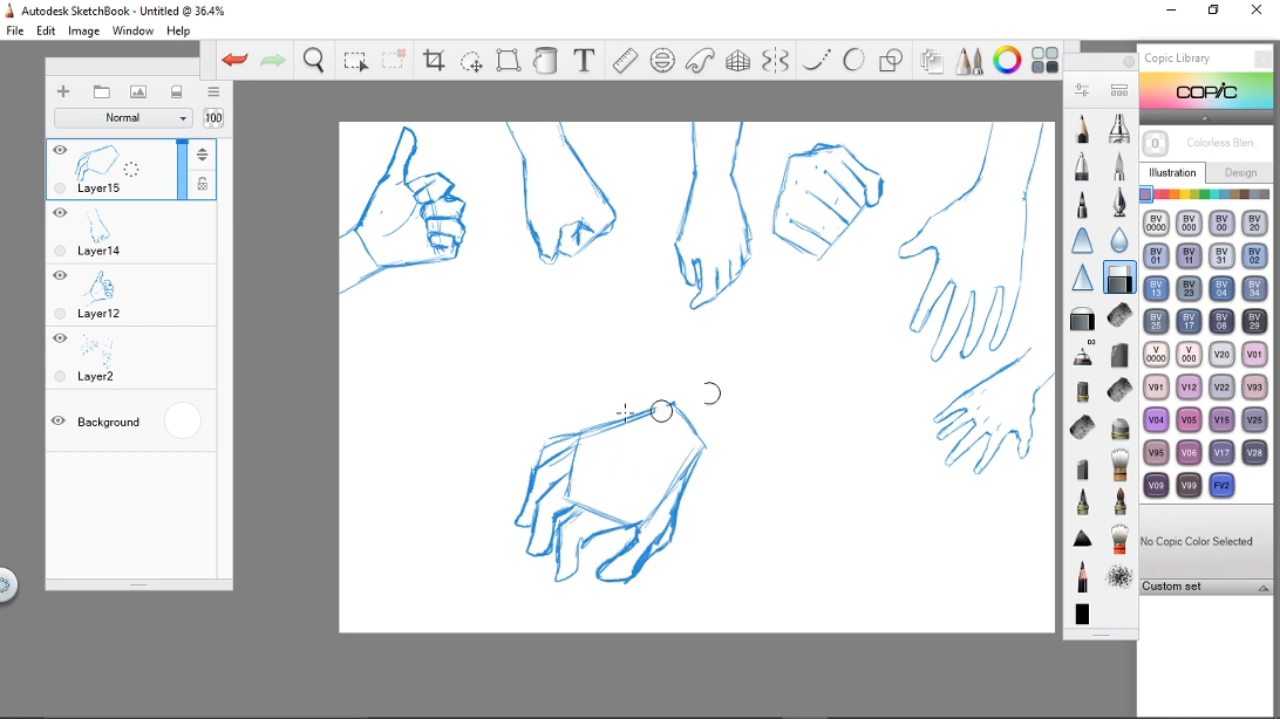 Autodesk SketchBook - Untitled @ 36.4%
File Edit Image Window Help
T
Copic Library
COPIC
Normal
100
0 Colorless Blen...
Illustration Design
Layer15
Layer14
Layer12
Layer2
Background
BV 0000 BV 000 BV 00 BV 20
BV 01 BV 11 BV 31 BV 02
BV 13 BV 23 BV 04 BV 34
BV 25 BV 17 BV 08 BV 29
V 0000 V 000 V20 V01
V91 V12 V22 V93
V04 V05 V15 V25
V95 V06 V17 V28
V09 V99 FV2
No Copic Color Selected
Custom set